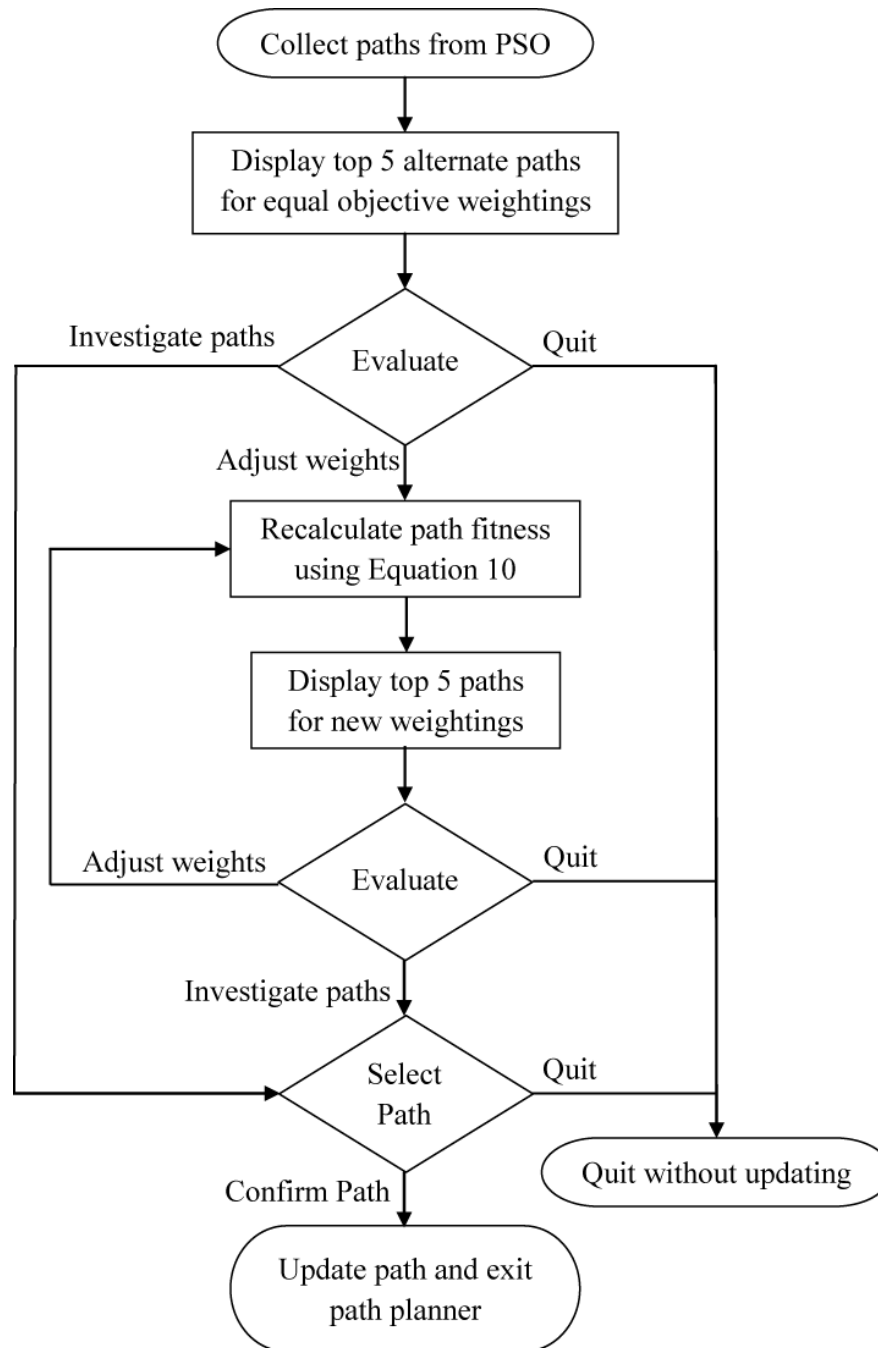 Collect paths from PSO
Display top 5 alternate paths
for equal objective weightings
Investigate paths
Evaluate
Quit
Adjust weights
Recalculate path fitness
using Equation 10
Display top 5 paths
for new weightings
Adjust weights
Evaluate
Quit
Investigate paths
Select
Path
Quit
Quit without updating
Confirm Path
Update path and exit
path planner